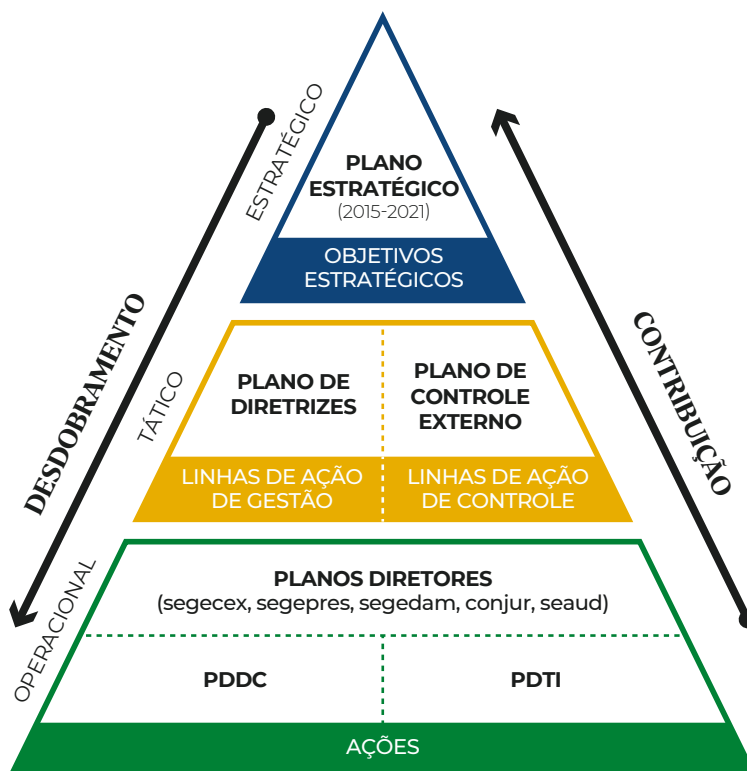 ESTRATÉGICO
PLANO
ESTRATÉGICO
(2015-2021)
OBJETIVOS
ESTRATÉGICOS
DESDOBRAMENTO
CONTRIBUIÇÃO
TÁTICO
PLANO DE
DIRETRIZES
PLANO DE
CONTROLE
EXTERNO
LINHAS DE AÇÃO
DE GESTÃO
LINHAS DE AÇÃO
DE CONTROLE
OPERACIONAL
PLANOS DIRETORES
(segecex, segepres, segedam, conjur, seaud)
PDDC
PDTI
AÇÕES